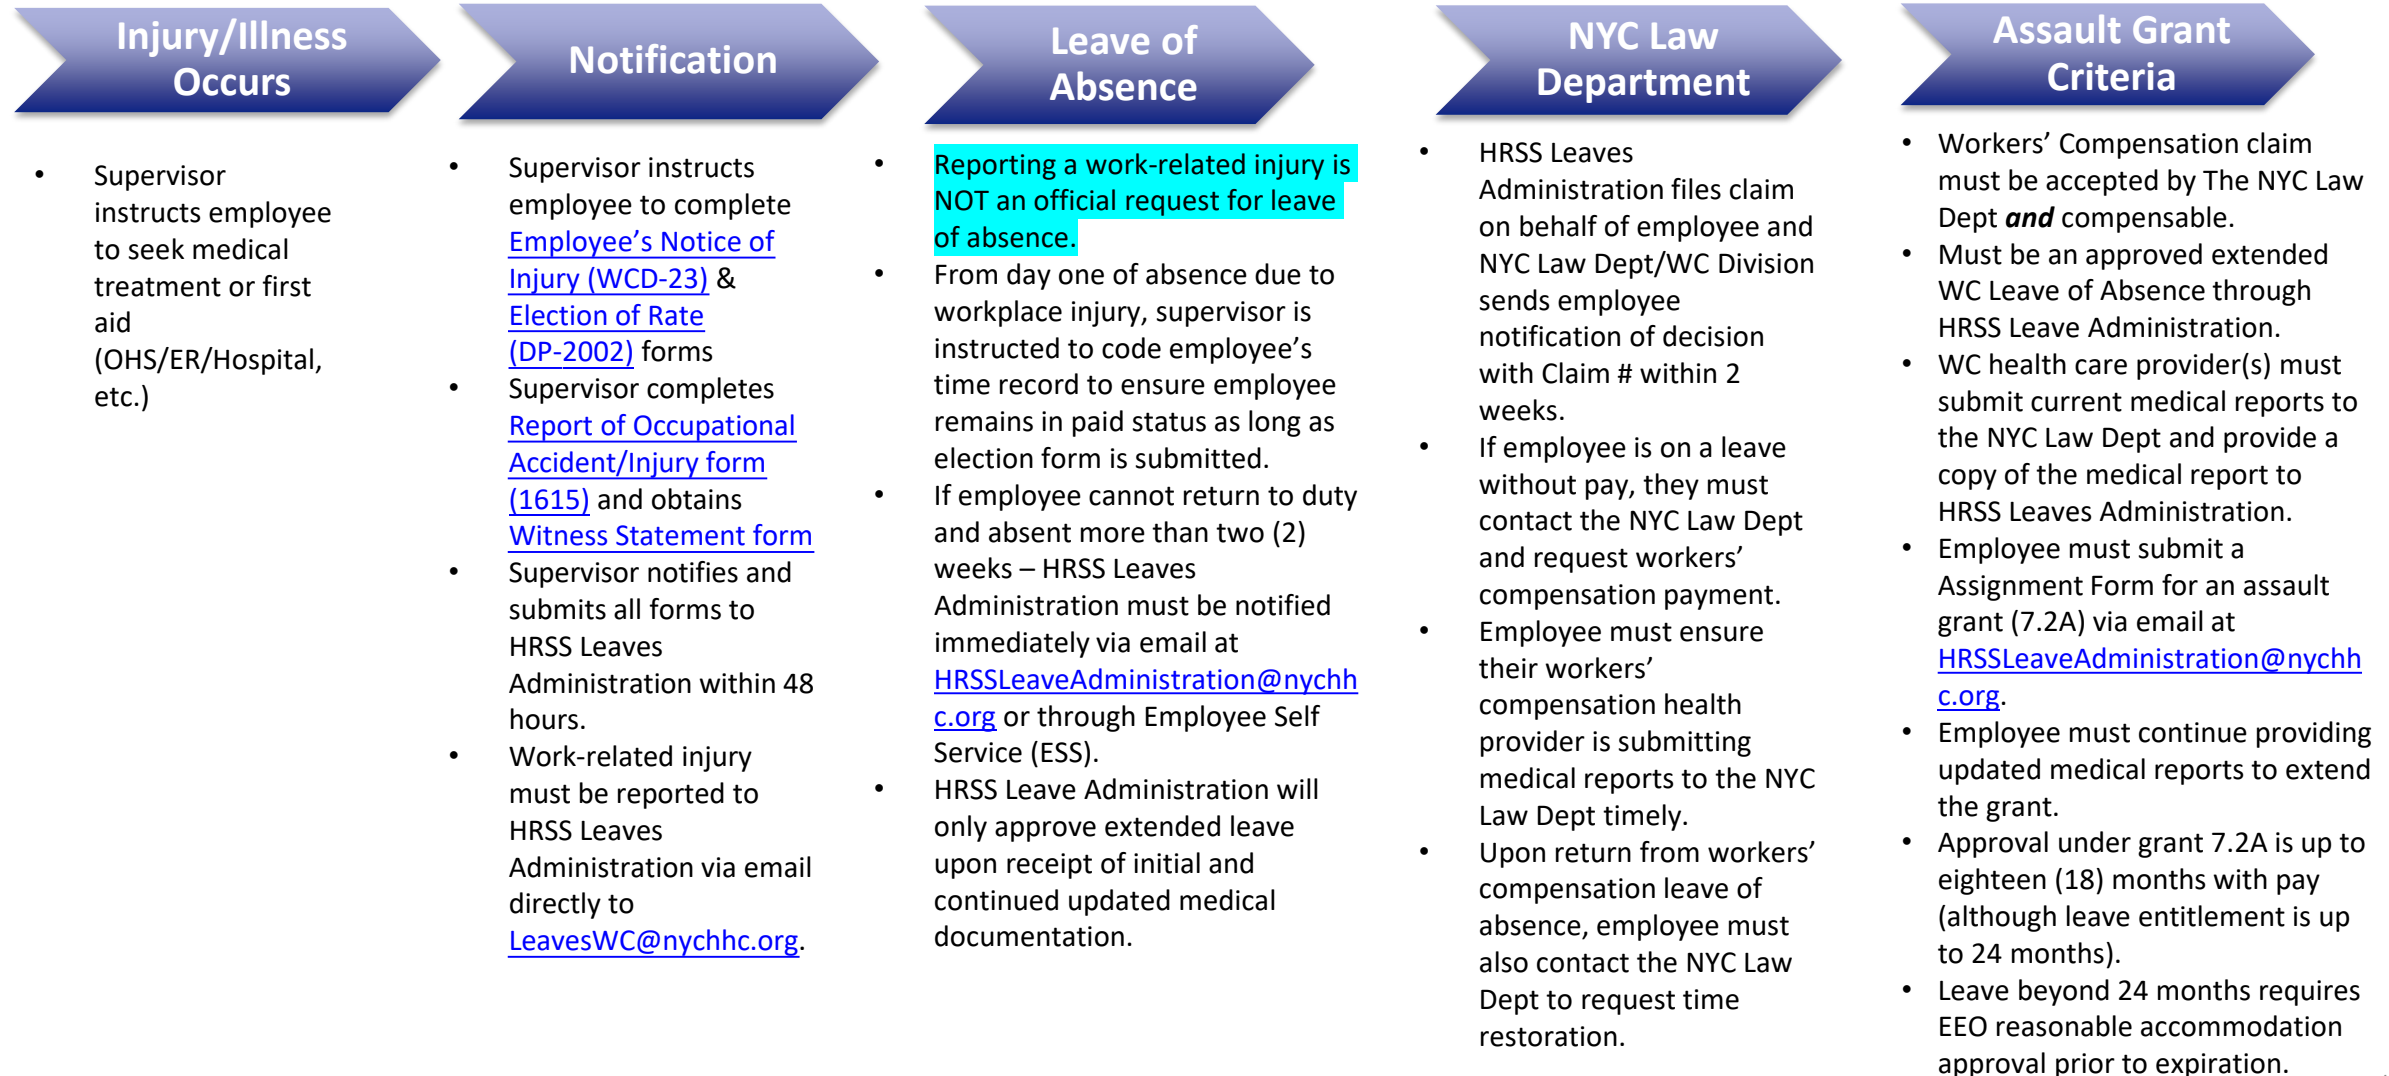 Injury/Illness
Occurs
• Supervisor
instructs employee
to seek medical
treatment or first
aid
(OHS/ER/Hospital,
etc.)
Notification
• Supervisor instructs
employee to complete
Employee’s Notice of
Injury (WCD-23) &
Election of Rate
(DP-2002) forms
• Supervisor completes
Report of Occupational
Accident/Injury form
(1615) and obtains
Witness Statement form
• Supervisor notifies and
submits all forms to
HRSS Leaves
Administration within 48
hours.
• Work-related injury
must be reported to
HRSS Leaves
Administration via email
directly to
LeavesWC@nychhc.org.
Leave of
Absence
• Reporting a work-related injury is
NOT an official request for leave
of absence.
• From day one of absence due to
workplace injury, supervisor is
instructed to code employee’s
time record to ensure employee
remains in paid status as long as
election form is submitted.
• If employee cannot return to duty
and absent more than two (2)
weeks – HRSS Leaves
Administration must be notified
immediately via email at
HRSSLeaveAdministration@nychh
c.org or through Employee Self
Service (ESS).
• HRSS Leave Administration will
only approve extended leave
upon receipt of initial and
continued updated medical
documentation.
NYC Law
Department
• HRSS Leaves
Administration files claim
on behalf of employee and
NYC Law Dept/WC Division
sends employee
notification of decision
with Claim # within 2
weeks.
• If employee is on a leave
without pay, they must
contact the NYC Law Dept
and request workers’
compensation payment.
• Employee must ensure
their workers’
compensation health
provider is submitting
medical reports to the NYC
Law Dept timely.
• Upon return from workers’
compensation leave of
absence, employee must
also contact the NYC Law
Dept to request time
restoration.
Assault Grant
Criteria
• Workers’ Compensation claim
must be accepted by The NYC Law
Dept and compensable.
• Must be an approved extended
WC Leave of Absence through
HRSS Leave Administration.
• WC health care provider(s) must
submit current medical reports to
the NYC Law Dept and provide a
copy of the medical report to
HRSS Leaves Administration.
• Employee must submit a
Assignment Form for an assault
grant (7.2A) via email at
HRSSLeaveAdministration@nychh
c.org.
• Employee must continue providing
updated medical reports to extend
the grant.
• Approval under grant 7.2A is up to
eighteen (18) months with pay
(although leave entitlement is up
to 24 months).
• Leave beyond 24 months requires
EEO reasonable accommodation
approval prior to expiration.